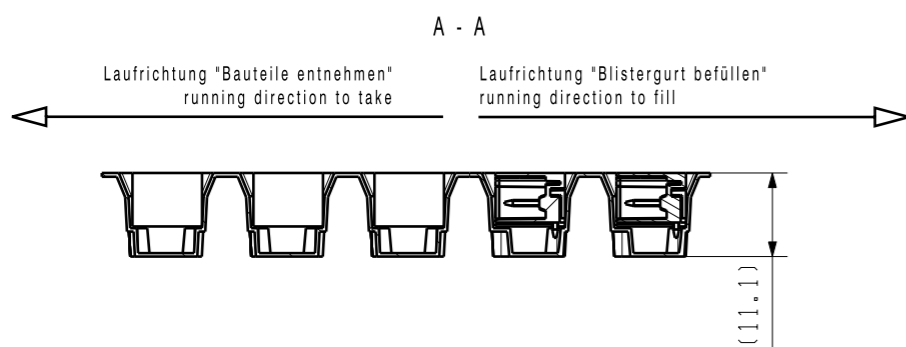 A - A
Laufrichtung "Bauteile entnehmen"
running direction to take
Laufrichtung "Blistergurt befüllen"
running direction to fill
(11.1)